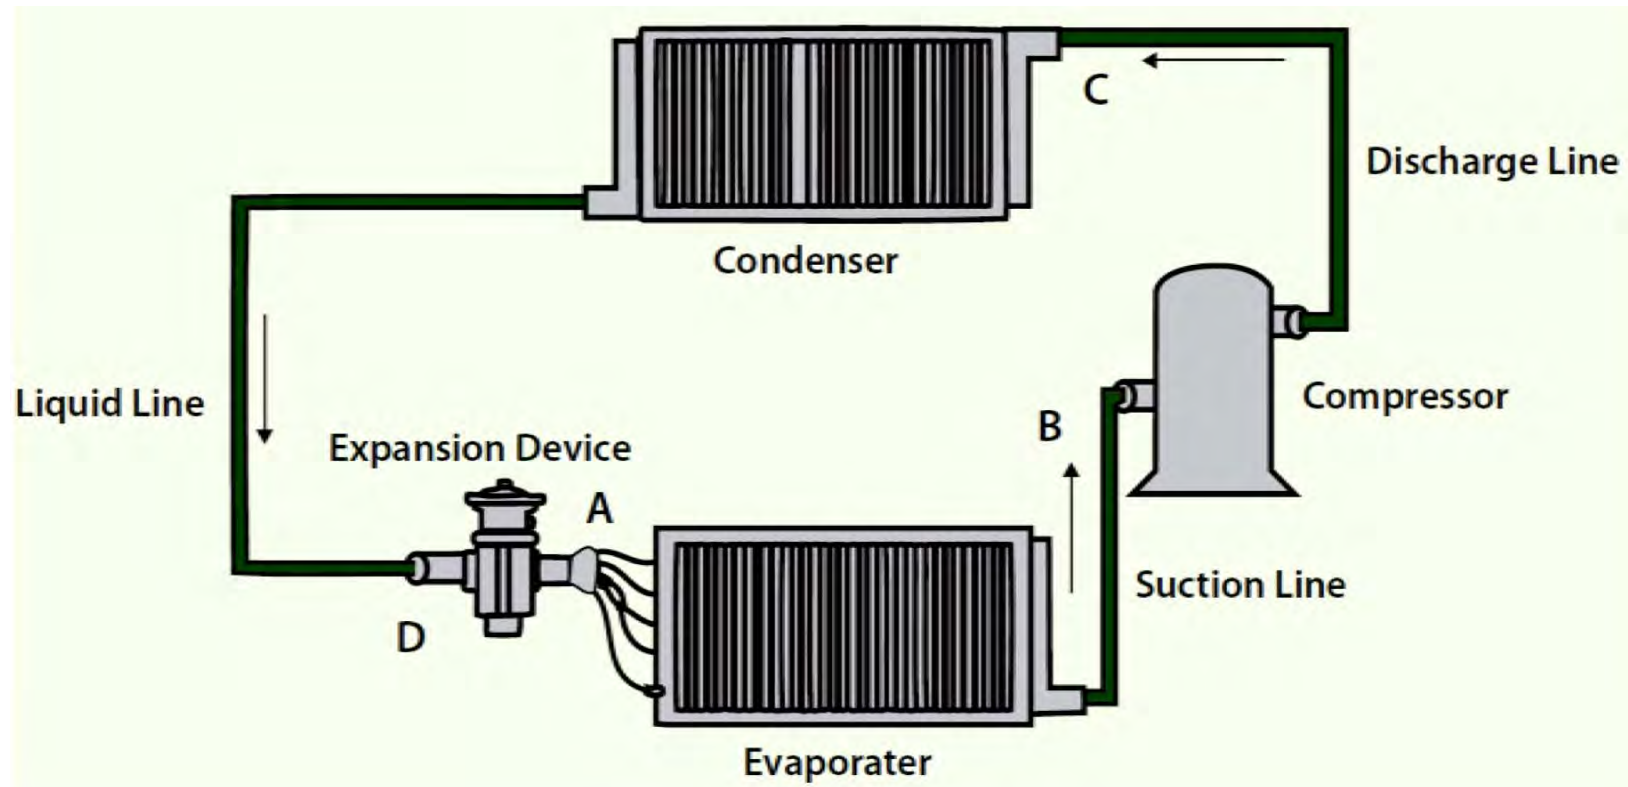 C
Discharge Line
Condenser
Compressor
Liquid Line
B
Expansion Device
A
Suction Line
D
Evaporater